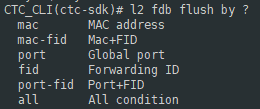 CTC_CLI(ctc-sdk)# l2 fdb flush by ?
mac MAC address
mac-fid Mac+FID
port Global port
fid Forwarding ID
port-fid Port+FID
all All condition